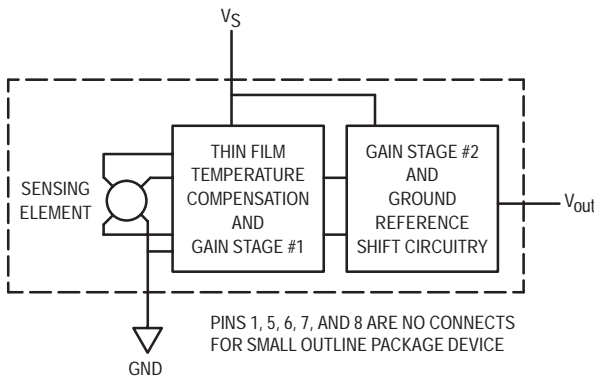 VS
SENSING
ELEMENT
THIN FILM
TEMPERATURE
COMPENSATION
AND
GAIN STAGE #1
GAIN STAGE #2
AND
GROUND
REFERENCE
SHIFT CIRCUITRY
Vout
GND
PINS 1, 5, 6, 7, AND 8 ARE NO CONNECTS
FOR SMALL OUTLINE PACKAGE DEVICE